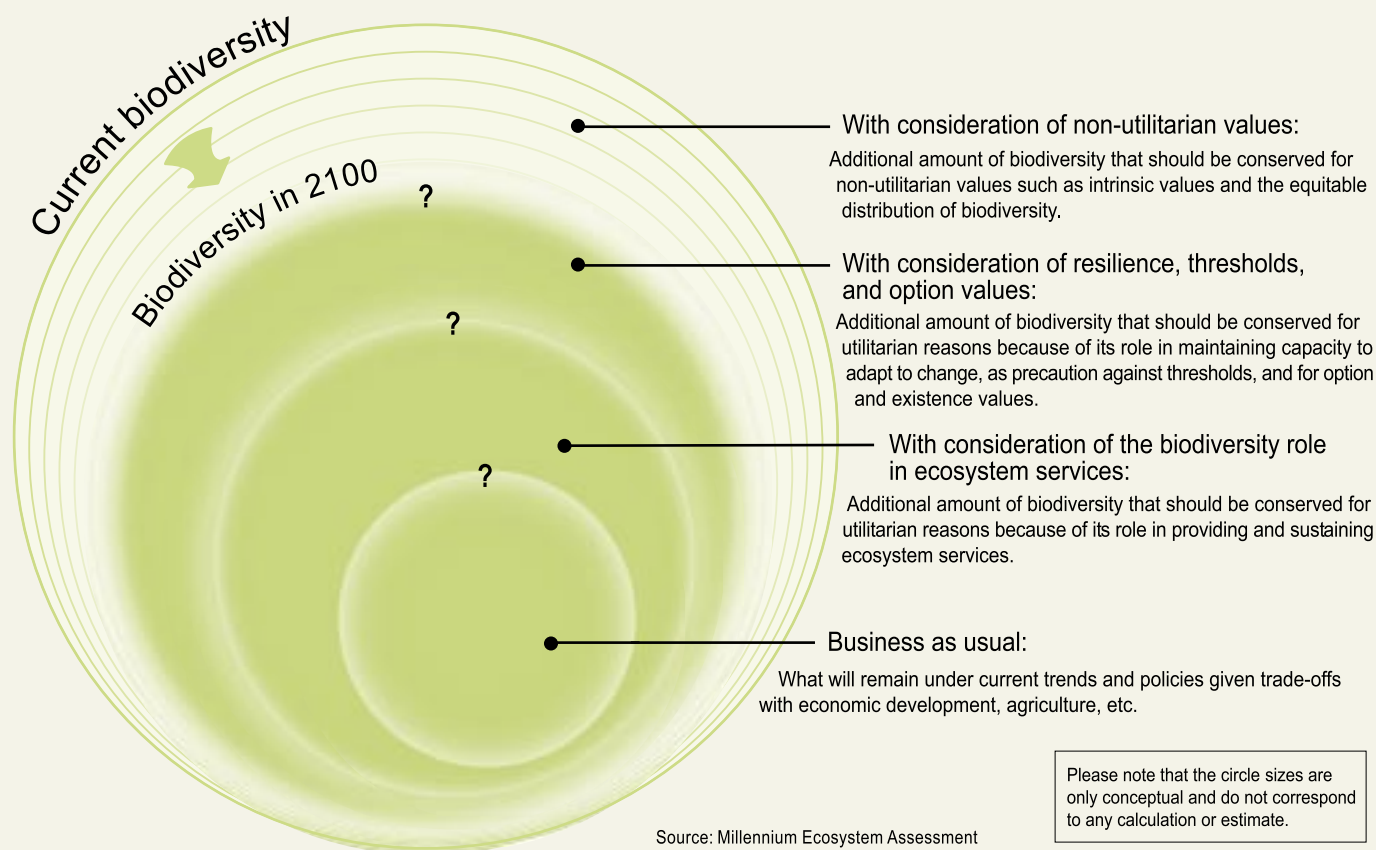 Current biodiversity
Biodiversity in 2100
?
?
?
With consideration of non-utilitarian values:
Additional amount of biodiversity that should be conserved for
non-utilitarian values such as intrinsic values and the equitable
distribution of biodiversity.
With consideration of resilience, thresholds,
and option values:
Additional amount of biodiversity that should be conserved for
utilitarian reasons because of its role in maintaining capacity to
adapt to change, as precaution against thresholds, and for option
and existence values.
With consideration of the biodiversity role
in ecosystem services:
Additional amount of biodiversity that should be conserved for
utilitarian reasons because of its role in providing and sustaining
ecosystem services.
Business as usual:
What will remain under current trends and policies given trade-offs
with economic development, agriculture, etc.
Please note that the circle sizes are
only conceptual and do not correspond
to any calculation or estimate.
Source: Millennium Ecosystem Assessment